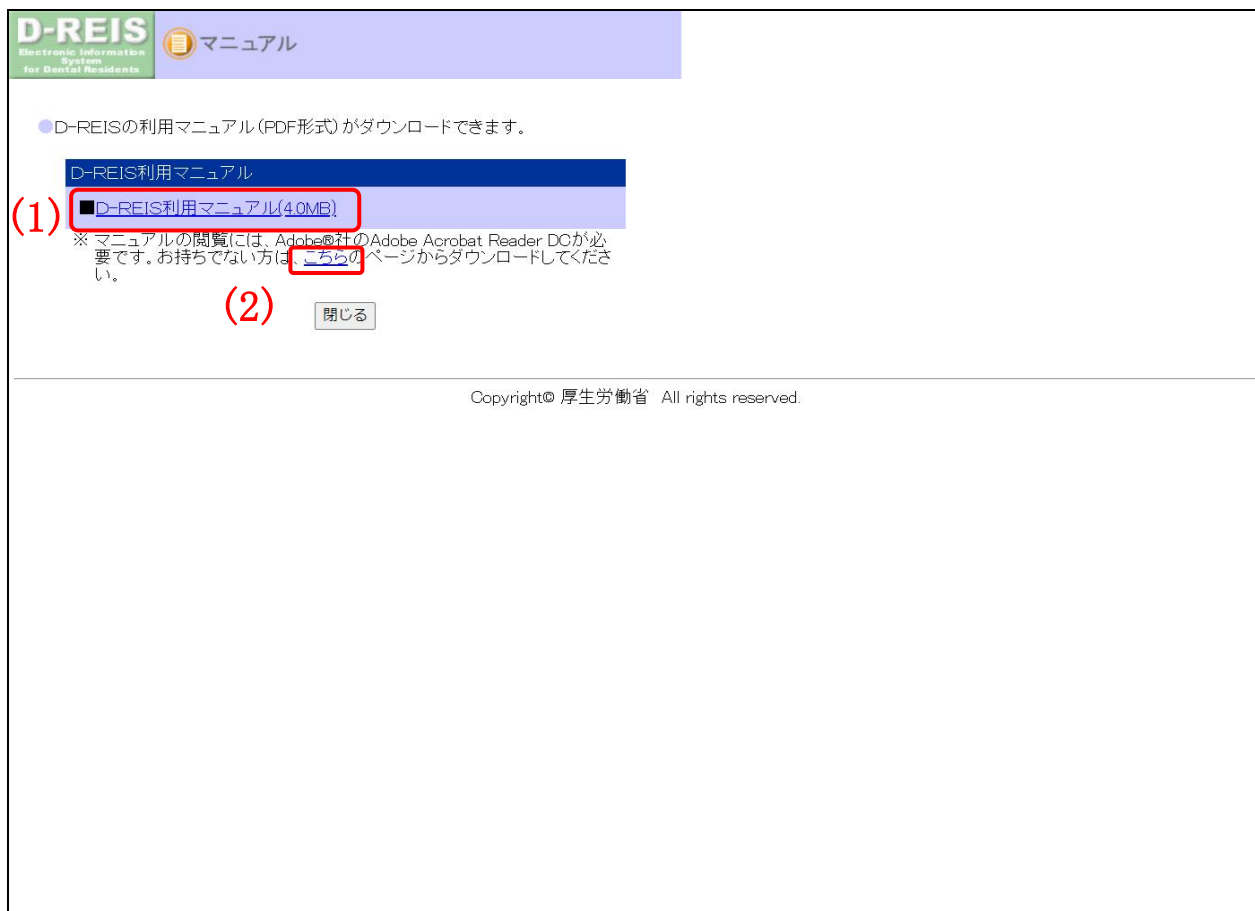 D-REIS
Electronic Information
System
for Dental Residents
マニュアル
●D-REISの利用マニュアル(PDF形式)がダウンロードできます。
D-REIS利用マニュアル
(1)
■D-REIS利用マニュアル(4.0MB)
※ マニュアルの閲覧には、Adobe®社のAdobe Acrobat Reader DCが必
要です。お持ちでない方は、こちらのページからダウンロードしてくださ
い。
(2)
閉じる
Copyright© 厚生労働省 All rights reserved.